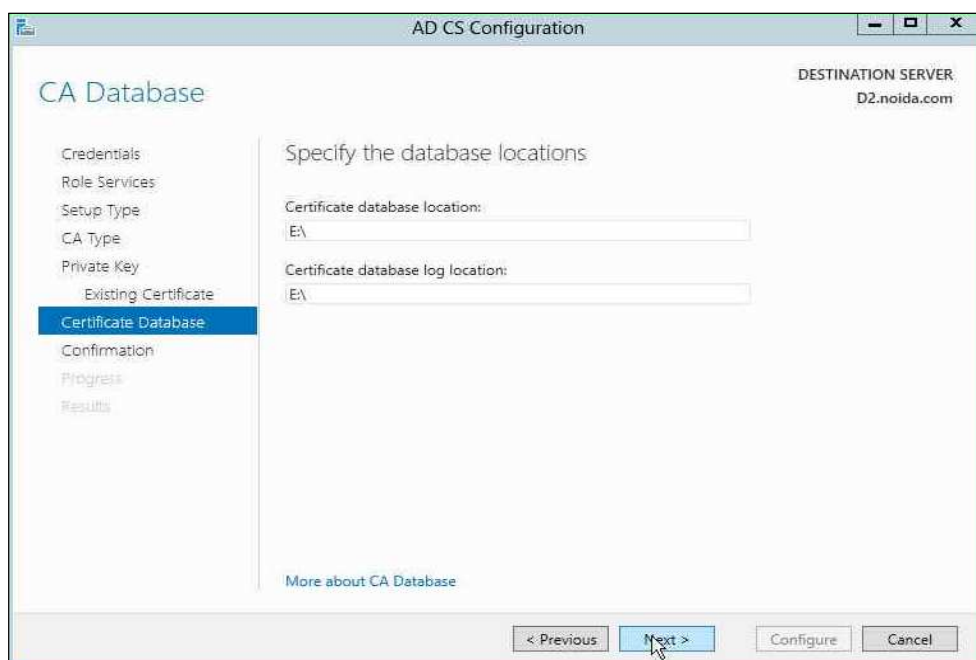 AD CS Configuration
CA Database
DESTINATION SERVER
D2.noida.com
Credentials
Role Services
Setup Type
CA Type
Private Key
Existing Certificate
Certificate Database
Confirmation
Progress
Results
Specify the database locations
Certificate database location:
E:\
Certificate database log location:
E:\
More about CA Database
< Previous
Next >
Configure
Cancel